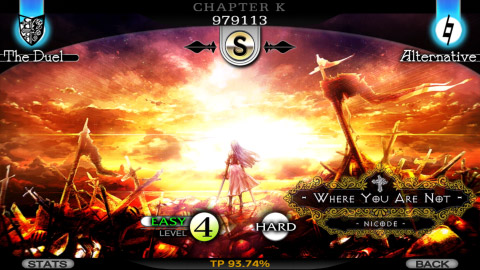 CHAPTER K
979113
S
The Duel
Alternative
- WHERE YOU ARE NOT -
- NICODE -
EASY
LEVEL
4
HARD
STATS
TP 93.74%
BACK